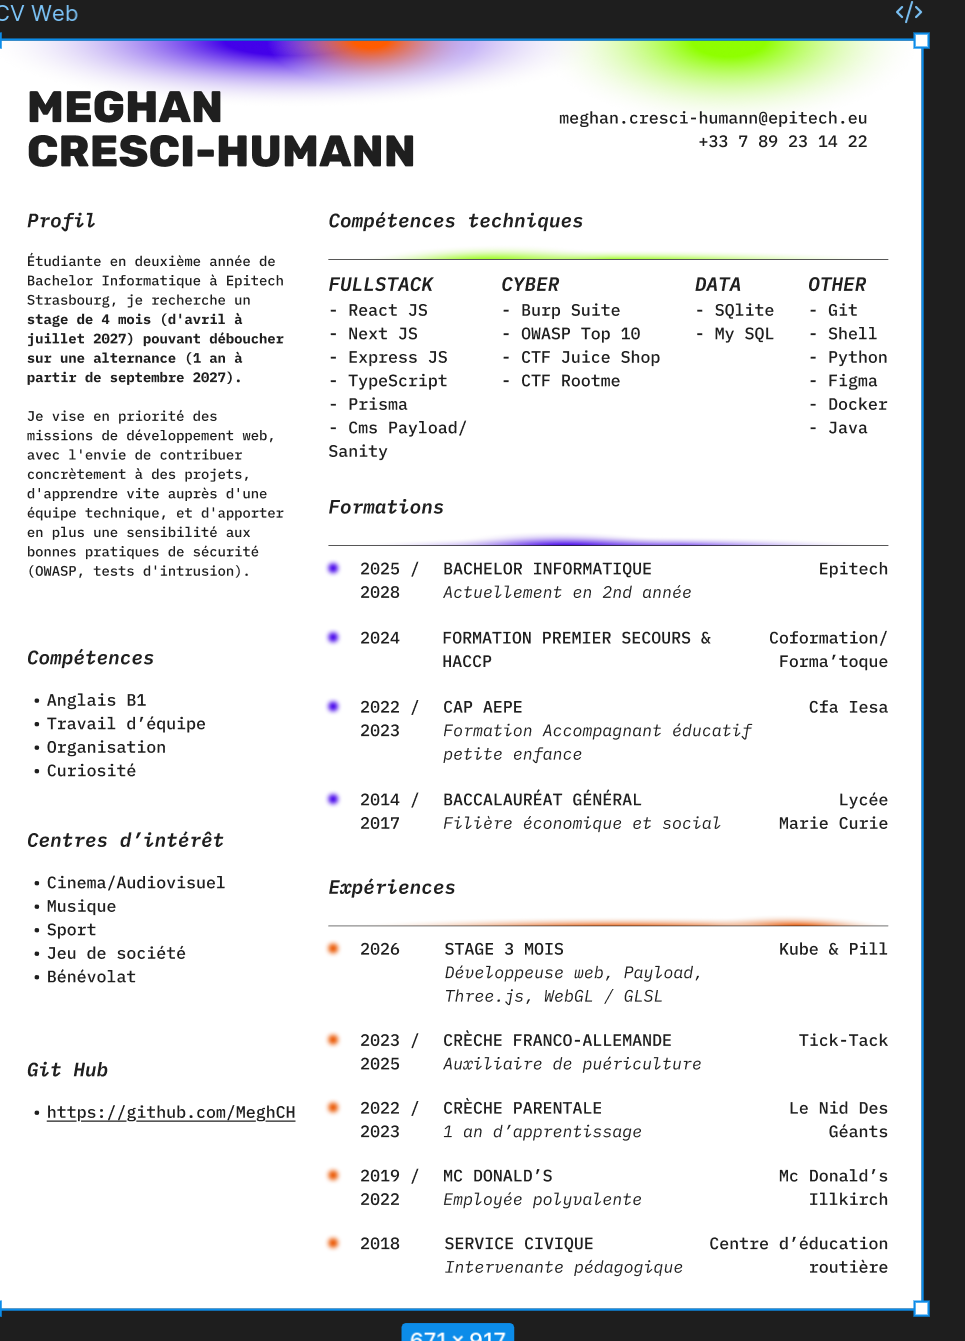 CV Web
</>
MEGHAN
CRESCI-HUMANN
meghan.cresci-humann@epitech.eu
+33 7 89 23 14 22
Profil
Étudiante en deuxième année de
Bachelor Informatique à Epitech
Strasbourg, je recherche un
stage de 4 mois (d'avril à
juillet 2027) pouvant déboucher
sur une alternance (1 an à
partir de septembre 2027).
Je vise en priorité des
missions de développement web,
avec l'envie de contribuer
concrètement à des projets,
d'apprendre vite auprès d'une
équipe technique, et d'apporter
en plus une sensibilité aux
bonnes pratiques de sécurité
(OWASP, tests d'intrusion).
Compétences
• Anglais B1
• Travail d’équipe
• Organisation
• Curiosité
Centres d’intérêt
• Cinema/Audiovisuel
• Musique
• Sport
• Jeu de société
• Bénévolat
Git Hub
• https://github.com/MeghCH
Compétences techniques
FULLSTACK
- React JS
- Next JS
- Express JS
- TypeScript
- Prisma
- Cms Payload/
Sanity
CYBER
- Burp Suite
- OWASP Top 10
- CTF Juice Shop
- CTF Rootme
DATA
- SQlite
- My SQL
OTHER
- Git
- Shell
- Python
- Figma
- Docker
- Java
Formations
2025 / BACHELOR INFORMATIQUE Epitech
2028 Actuellement en 2nd année
2024 FORMATION PREMIER SECOURS & Coformation/
HACCP Forma’toque
2022 / CAP AEPE Cfa Iesa
2023 Formation Accompagnant éducatif
petite enfance
2014 / BACCALAURÉAT GÉNÉRAL Lycée
2017 Filière économique et social Marie Curie
Expériences
2026 STAGE 3 MOIS Kube & Pill
Développeuse web, Payload,
Three.js, WebGL / GLSL
2023 / CRÈCHE FRANCO-ALLEMANDE Tick-Tack
2025 Auxiliaire de puériculture
2022 / CRÈCHE PARENTALE Le Nid Des
2023 1 an d’apprentissage Géants
2019 / MC DONALD’S Mc Donald’s
2022 Employée polyvalente Illkirch
2018 SERVICE CIVIQUE Centre d’éducation
Intervenante pédagogique routière
671 × 917